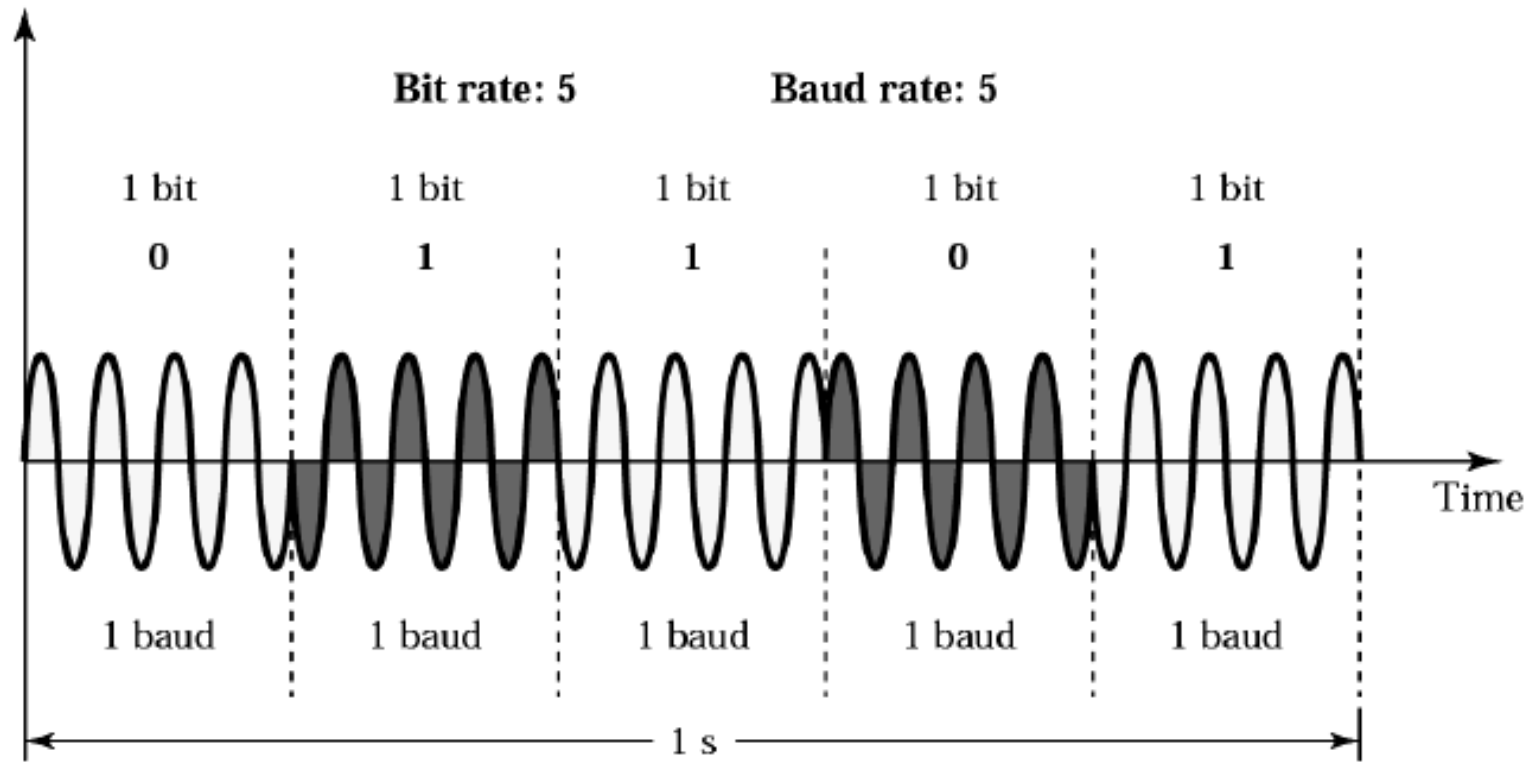 Bit rate: 5 Baud rate: 5
1 bit 1 bit 1 bit 1 bit 1 bit
0 1 1 0 1
Time
1 baud 1 baud 1 baud 1 baud 1 baud
1 s